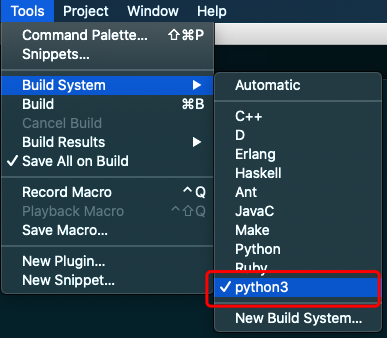 Tools Project Window Help
Command Palette... ⇧⌘P
Snippets...
Build System
Build ⌘B
Cancel Build
Build Results
✓ Save All on Build
Record Macro ^Q
Playback Macro ^⇧Q
Save Macro...
New Plugin...
New Snippet...
Automatic
C++
D
Erlang
Haskell
Ant
JavaC
Make
Python
Ruby
✓ python3
New Build System...